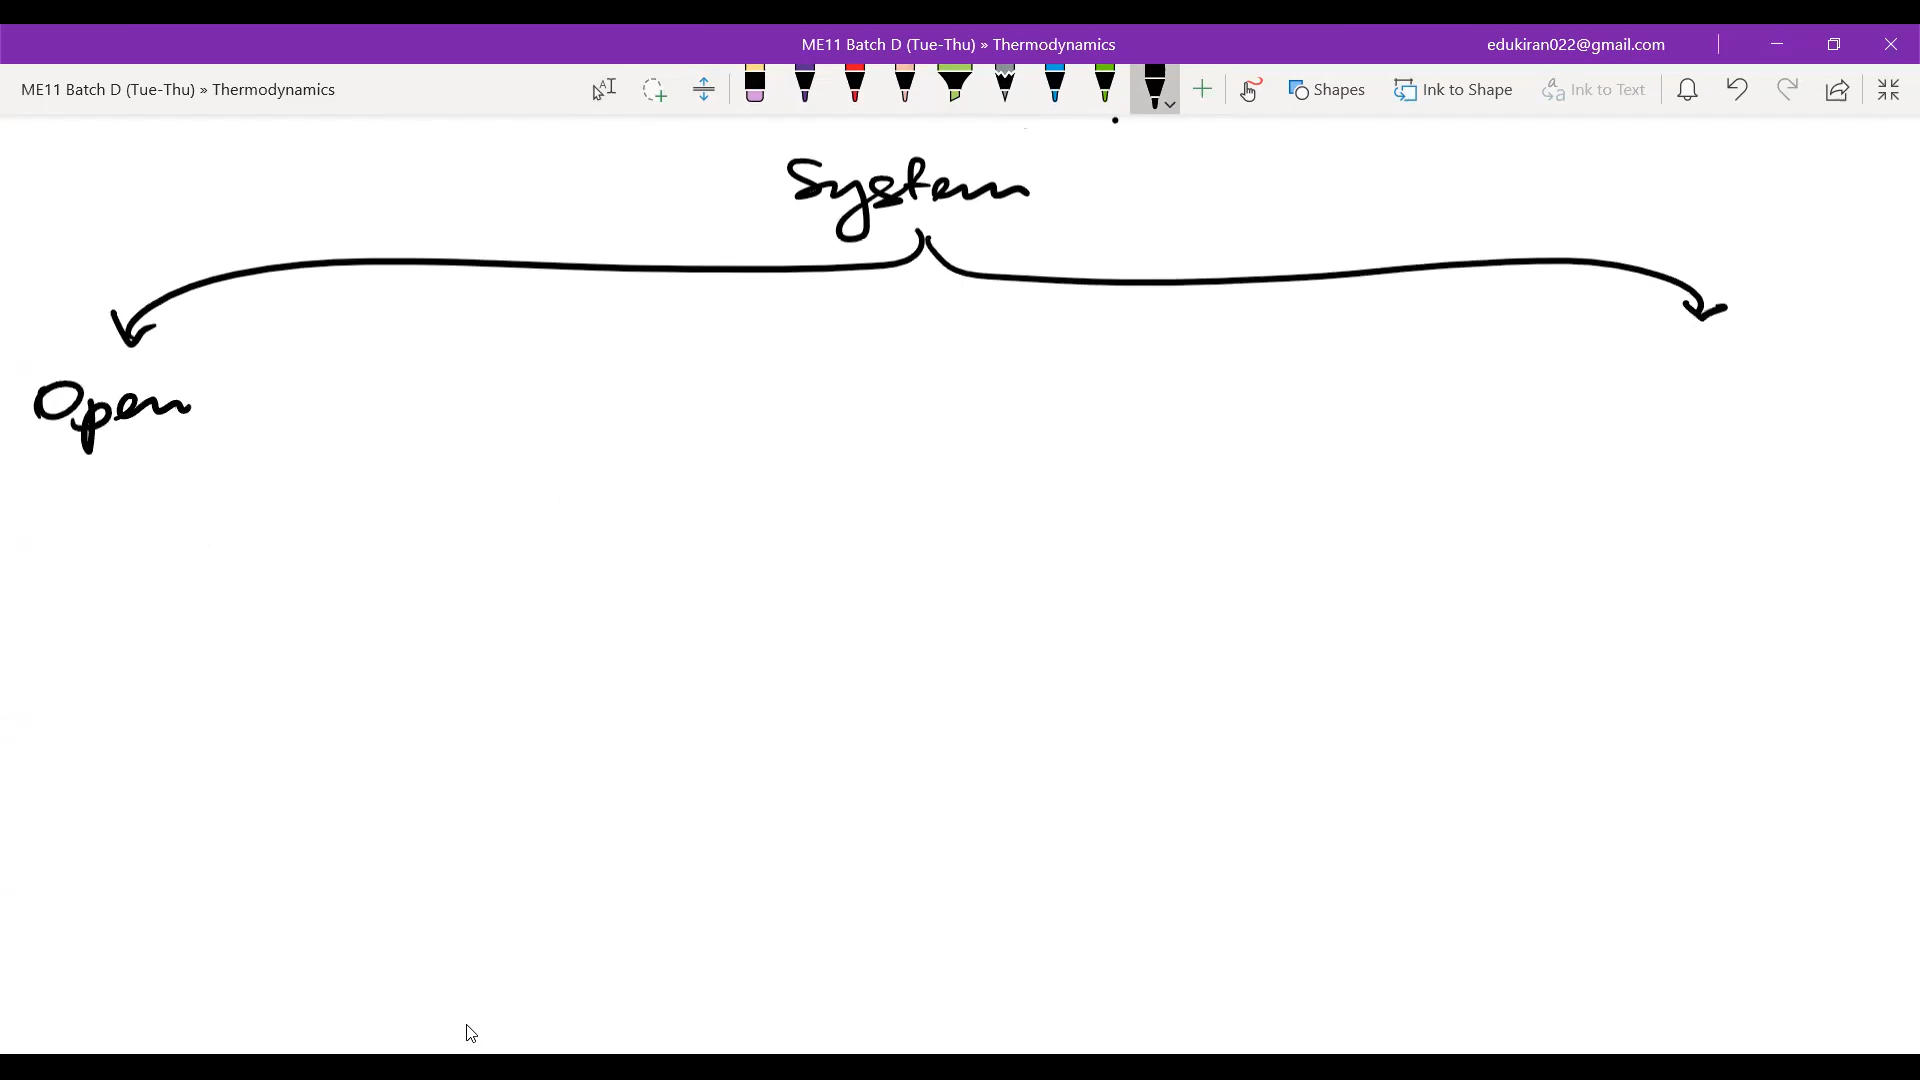 ME11 Batch D (Tue-Thu) » Thermodynamics
edukiran022@gmail.com
ME11 Batch D (Tue-Thu) » Thermodynamics
Shapes
Ink to Shape
Ink to Text
System
Open